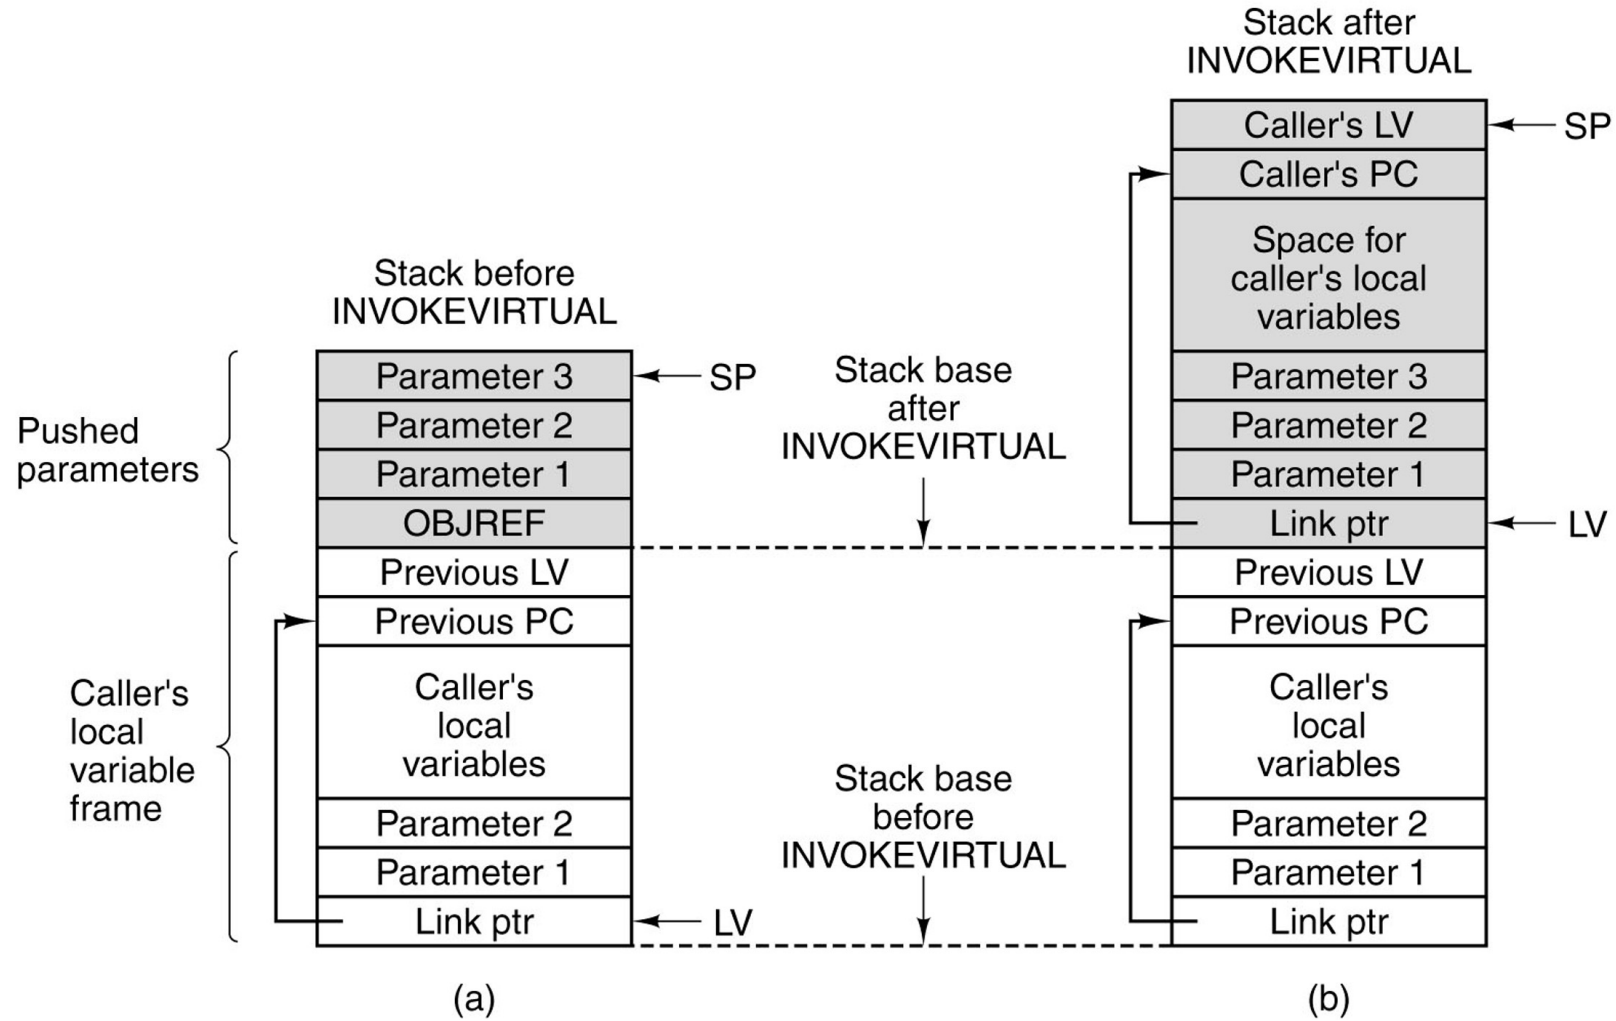 Stack after
INVOKEVIRTUAL
Caller's LV
SP
Caller's PC
Space for
caller's local
variables
Stack before
INVOKEVIRTUAL
Pushed
parameters
Parameter 3
SP
Parameter 2
Parameter 1
OBJREF
Stack base
after
INVOKEVIRTUAL
Parameter 3
Parameter 2
Parameter 1
Link ptr
LV
Caller's
local
variable
frame
Previous LV
Previous PC
Caller's
local
variables
Parameter 2
Parameter 1
Link ptr
LV
Stack base
before
INVOKEVIRTUAL
Previous LV
Previous PC
Caller's
local
variables
Parameter 2
Parameter 1
Link ptr
(a)
(b)